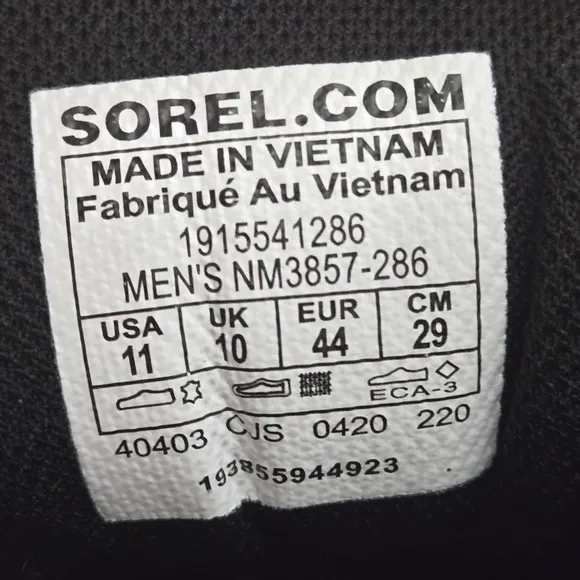 SOREL.COM
MADE IN VIETNAM
Fabriqué Au Vietnam
1915541286
MEN'S NM3857-286
USA UK EUR CM
11 10 44 29
ECA-3
40403 CJS 0420 220
193855944923